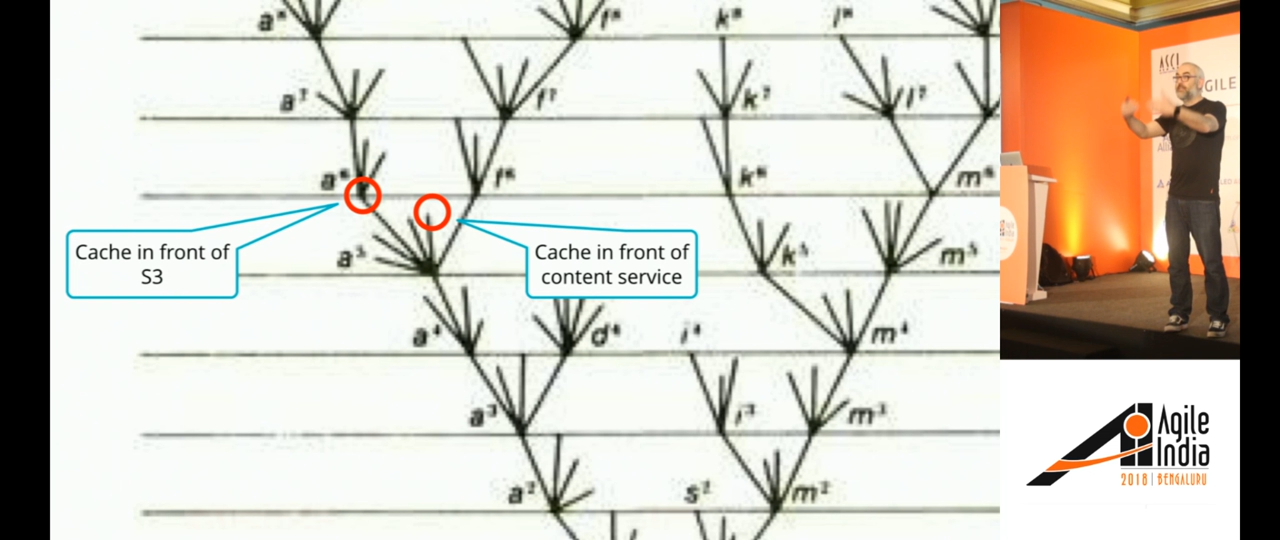 a⁸ f⁸ k⁸ l⁸
a⁷ f⁷ k⁷ l⁷
a⁶ f⁶ k⁶ m⁶
Cache in front of
S3
a⁵
Cache in front of
content service
k⁵ m⁵
a⁴ d⁴ i⁴ m⁴
a³ i³ m³
a² s² m²
ASCI
AGILE
Agile
India
2018 | BENGALURU